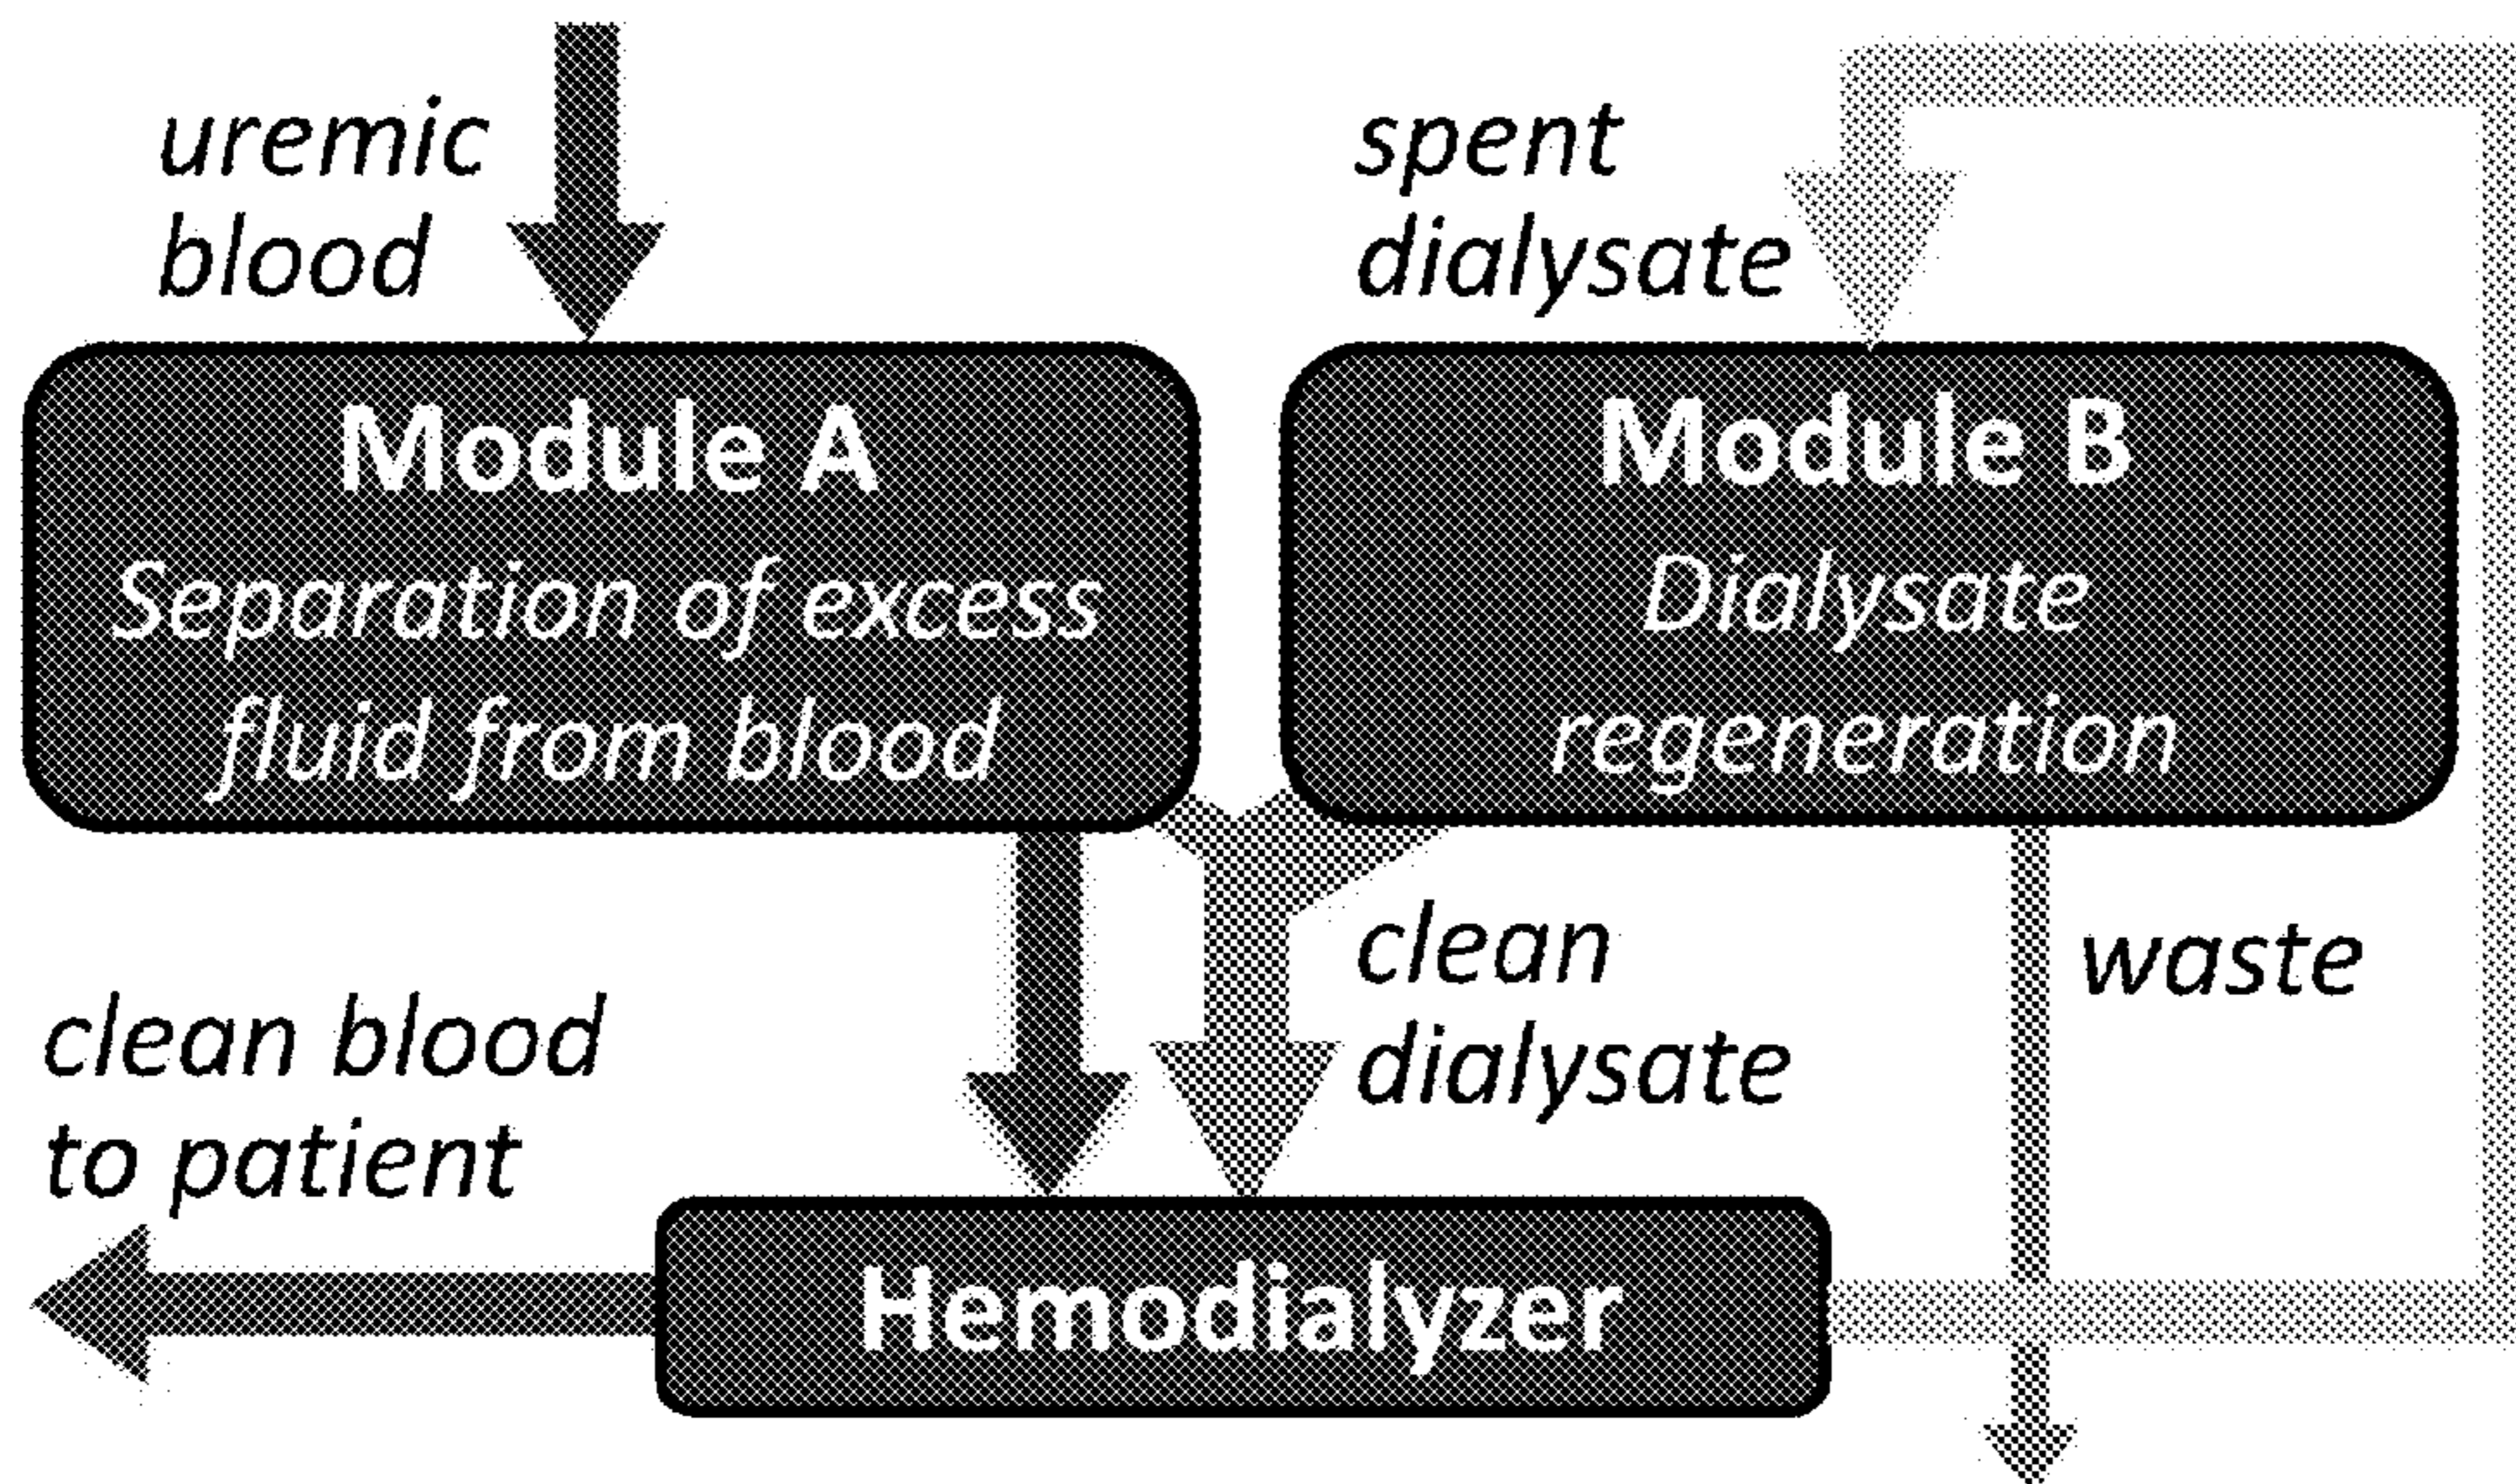 uremic
blood
spent
dialysate
Module A
Separation of excess
fluid from blood
Module B
Dialysate
regeneration
clean
dialysate
waste
clean blood
to patient
Hemodialyzer